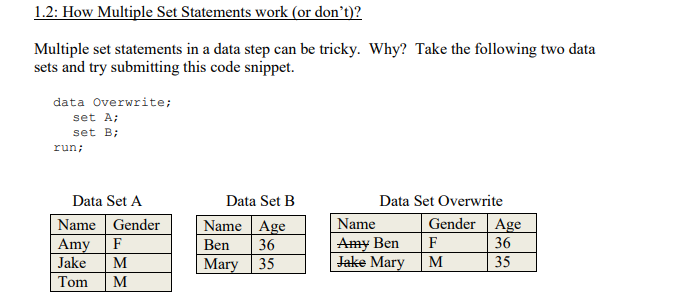 1.2: How Multiple Set Statements work (or don't)?
Multiple set statements in a data step can be tricky. Why? Take the following two data
sets and try submitting this code snippet.
data Overwrite;
set A;
set B;
run;
Data Set A
Name Gender
Amy F
Jake M
Tom M
Data Set B
Name Age
Ben 36
Mary 35
Data Set Overwrite
Name Gender Age
Amy Ben F 36
Jake Mary M 35